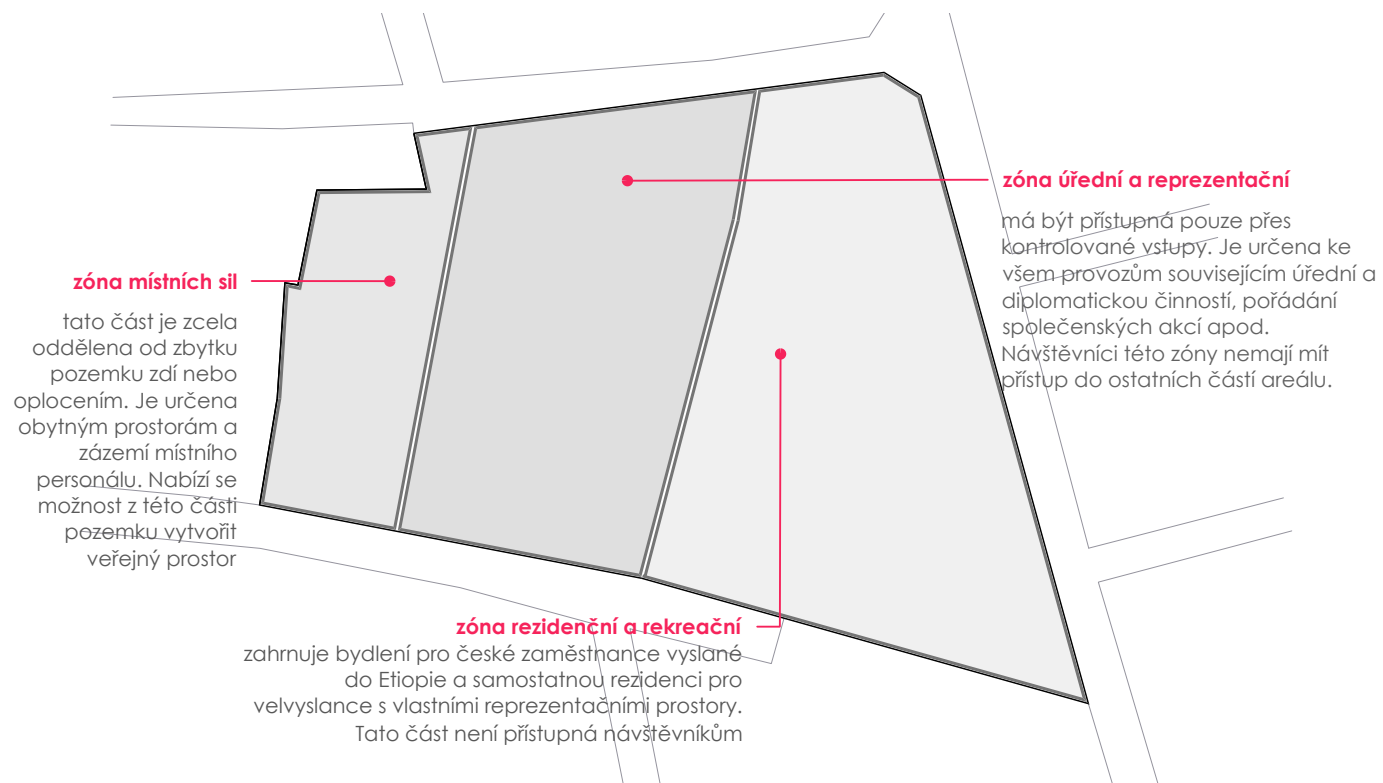 zóna úřední a reprezentační
má být přístupná pouze přes
kontrolované vstupy. Je určena ke
všem provozům souvisejícím úřední a
diplomatickou činností, pořádání
společenských akcí apod.
Návštěvníci této zóny nemají mít
přístup do ostatních částí areálu.
zóna místních sil
tato část je zcela
oddělena od zbytku
pozemku zdí nebo
oplocením. Je určena
obytným prostorám a
zázemí místního
personálu. Nabízí se
možnost z této části
pozemku vytvořit
veřejný prostor
zóna rezidenční a rekreační
zahrnuje bydlení pro české zaměstnance vyslané
do Etiopie a samostatnou rezidenci pro
velvyslance s vlastními reprezentačními prostory.
Tato část není přístupná návštěvníkům